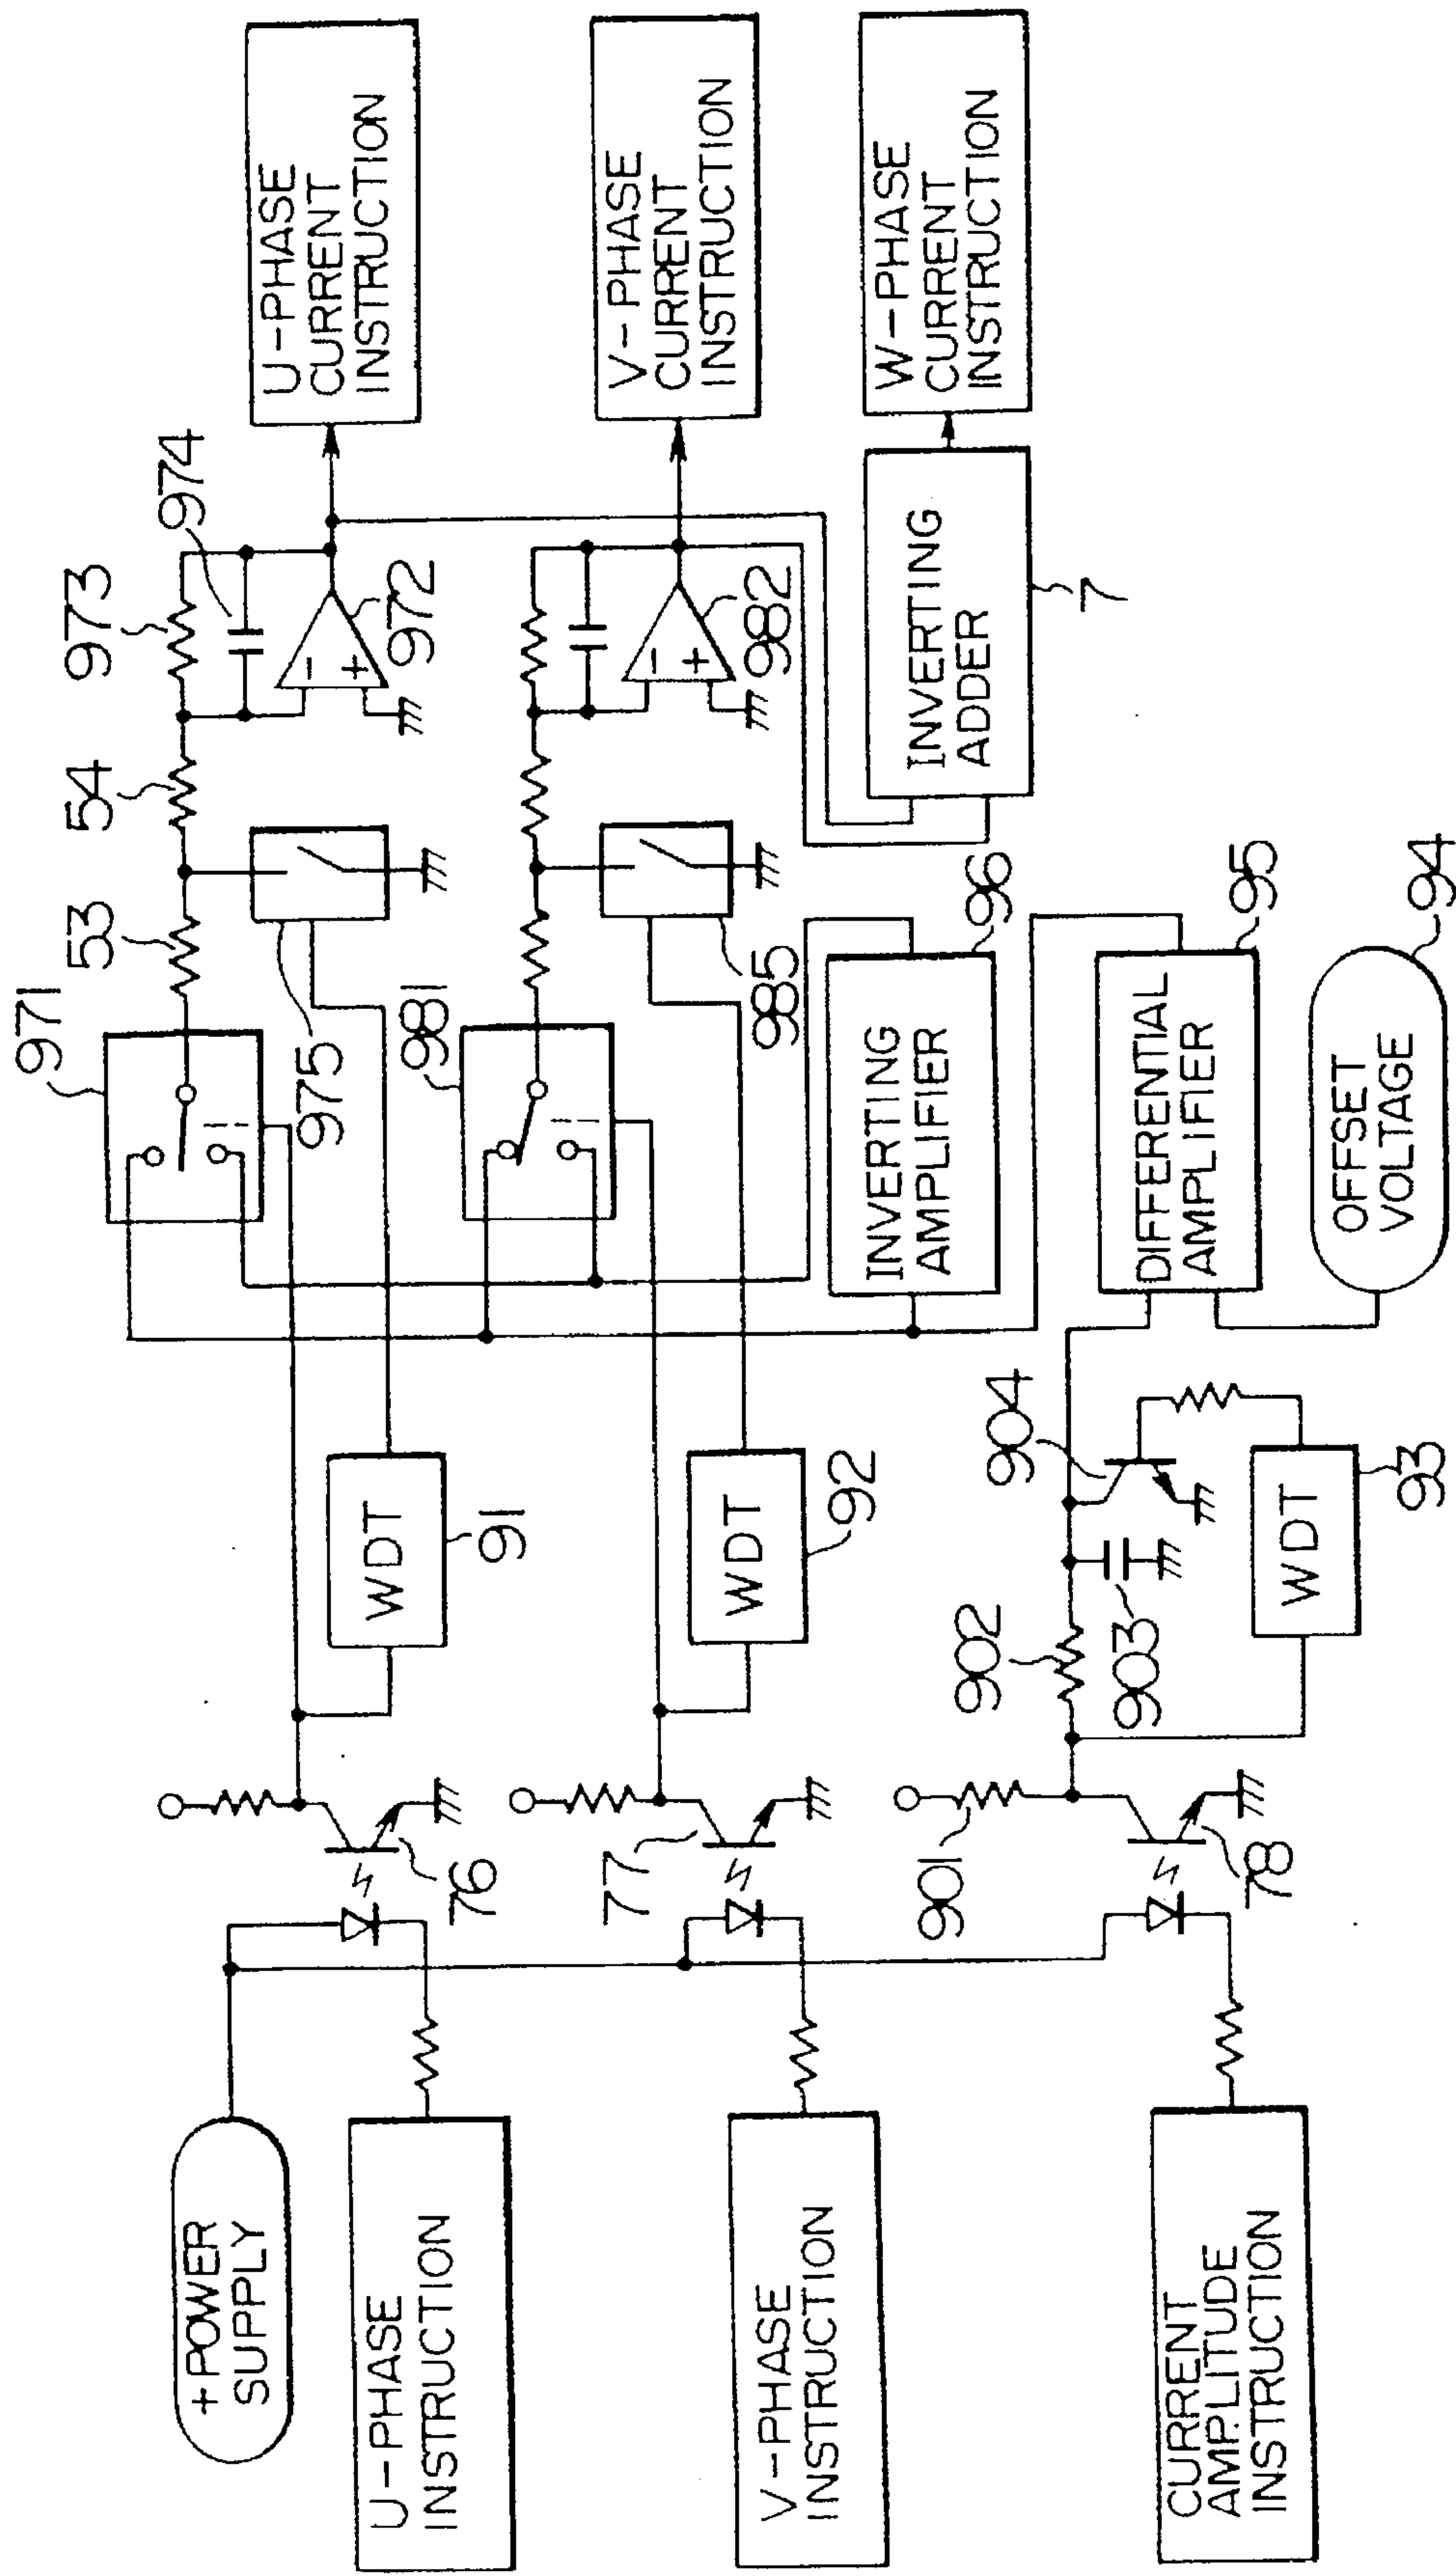 +POWER
SUPPLY
U-PHASE
INSTRUCTION
V-PHASE
INSTRUCTION
CURRENT
AMPLITUDE
INSTRUCTION
76
77
78
901
902
903
904
WDT
91
WDT
92
WDT
93
971
53
54
973
974
972
975
981
982
985
INVERTING
AMPLIFIER
96
DIFFERENTIAL
AMPLIFIER
95
OFFSET
VOLTAGE
94
INVERTING
ADDER
7
U-PHASE
CURRENT
INSTRUCTION
V-PHASE
CURRENT
INSTRUCTION
W-PHASE
CURRENT
INSTRUCTION
-
+
-
+